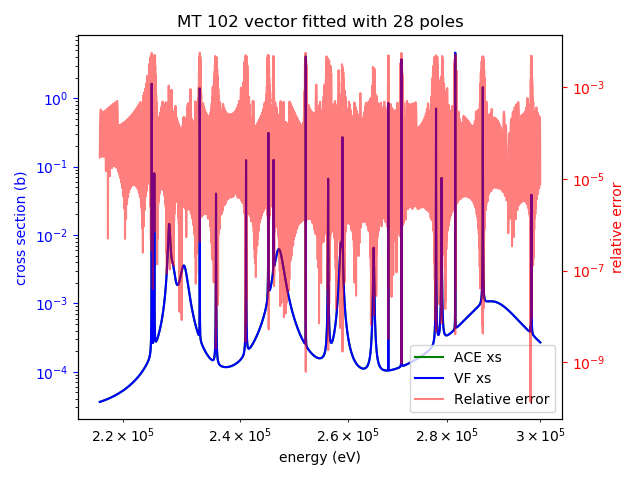 MT 102 vector fitted with 28 poles
cross section (b)
10⁰
10⁻¹
10⁻²
10⁻³
10⁻⁴
10⁻³
10⁻⁵
10⁻⁷
10⁻⁹
relative error
ACE xs
VF xs
Relative error
2.2 × 10⁵
2.4 × 10⁵
2.6 × 10⁵
2.8 × 10⁵
3 × 10⁵
energy (eV)